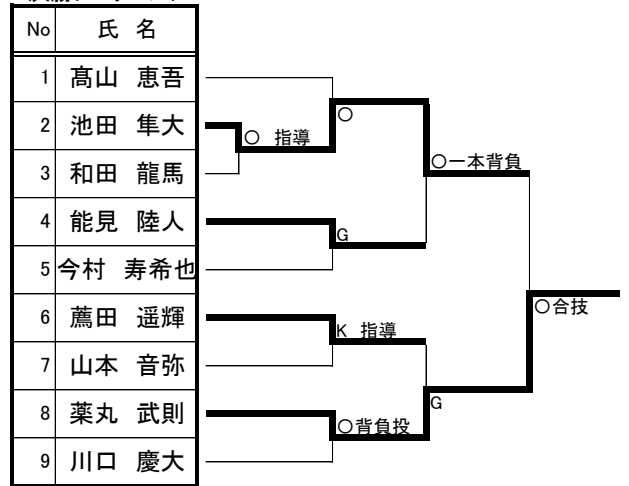 No 氏 名
1 髙山 恵吾
2 池田 隼大
3 和田 龍馬
4 能見 陸人
5 今村 寿希也
6 薦田 遥輝
7 山本 音弥
8 薬丸 武則
9 川口 慶大
○
○ 指導
○一本背負
G
○合技
K 指導
G
○背負投